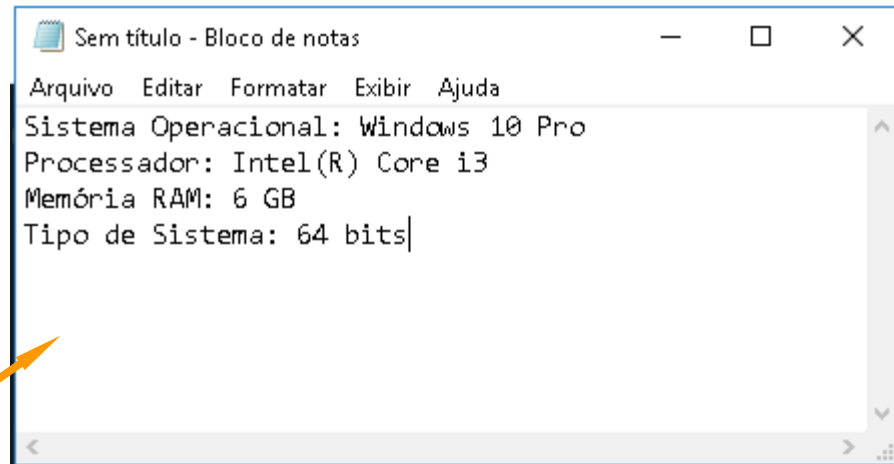 Sem título - Bloco de notas
Arquivo Editar Formatar Exibir Ajuda
Sistema Operacional: Windows 10 Pro
Processador: Intel(R) Core i3
Memória RAM: 6 GB
Tipo de Sistema: 64 bits